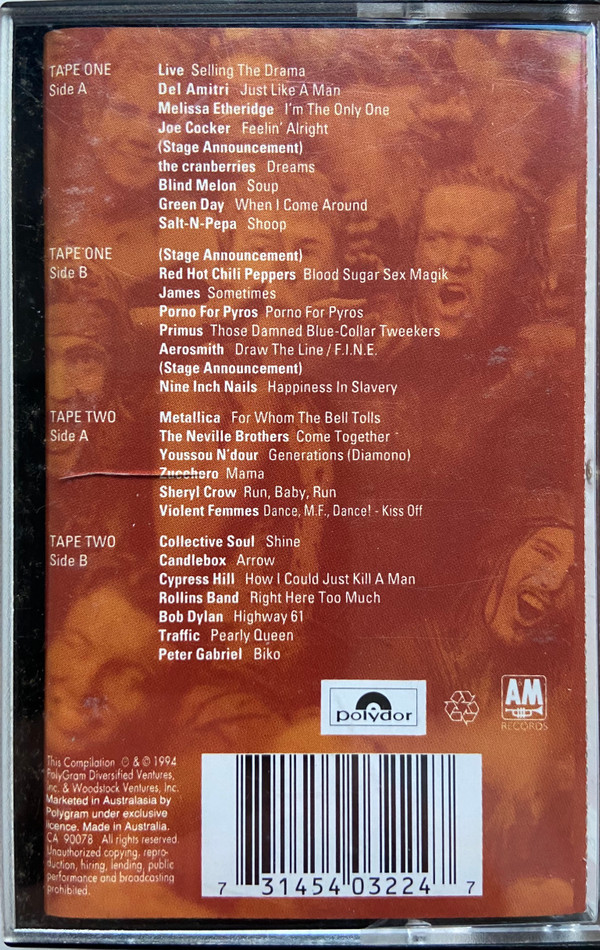 TAPE ONE
Side A
Live Selling The Drama
Del Amitri Just Like A Man
Melissa Etheridge I'm The Only One
Joe Cocker Feelin' Alright
(Stage Announcement)
the cranberries Dreams
Blind Melon Soup
Green Day When I Come Around
Salt-N-Pepa Shoop
TAPE ONE
Side B
(Stage Announcement)
Red Hot Chili Peppers Blood Sugar Sex Magik
James Sometimes
Porno For Pyros Porno For Pyros
Primus Those Damned Blue-Collar Tweekers
Aerosmith Draw The Line / F.I.N.E.
(Stage Announcement)
Nine Inch Nails Happiness In Slavery
TAPE TWO
Side A
Metallica For Whom The Bell Tolls
The Neville Brothers Come Together
Youssou N'dour Generations (Diamono)
Zucchero Mama
Sheryl Crow Run, Baby, Run
Violent Femmes Dance, M.F., Dance! - Kiss Off
TAPE TWO
Side B
Collective Soul Shine
Candlebox Arrow
Cypress Hill How I Could Just Kill A Man
Rollins Band Right Here Too Much
Bob Dylan Highway 61
Traffic Pearly Queen
Peter Gabriel Biko
polydor
AM
RECORDS
This Compilation ℗ & © 1994
PolyGram Diversified Ventures,
Inc. & Woodstock Ventures, Inc.
Marketed in Australasia by
Polygram under exclusive
licence. Made in Australia.
CA 90078 All rights reserved.
Unauthorized copying, repro-
duction, hiring, lending, public
performance and broadcasting
prohibited.
7 31454 03224 7